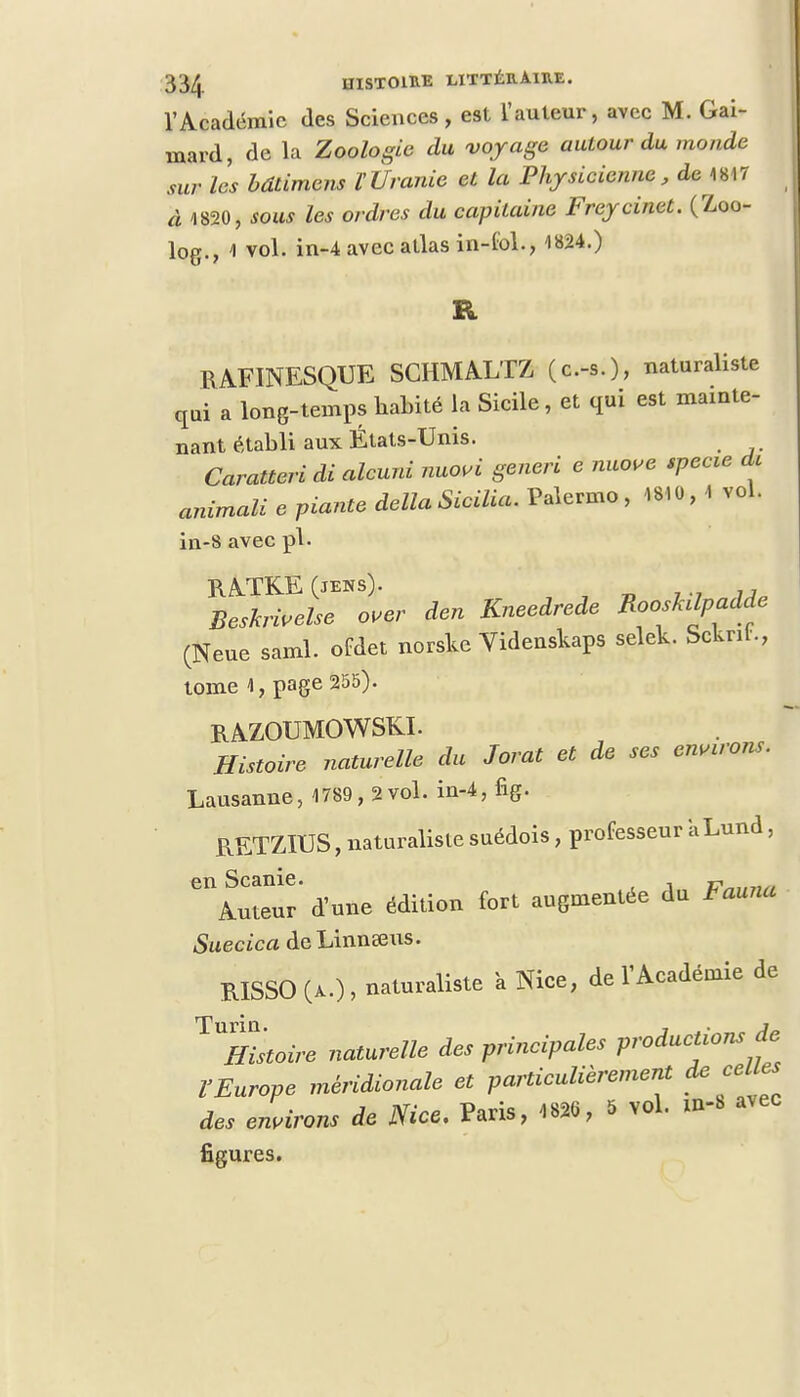 334 HISTOIRE LITTÉRAIRE.
l'Académie des Sciences, est l'auteur, avec M. Gai-
mard, de la Zoologie du voyage autour du monde
sur les bâtimens l'Uranie et la Physicienne, de 1817
à 1820, sous les ordres du capitaine Freycinet. (Zoo-
log., 1 vol. in-4 avec atlas in-fol., 1824.)
R
RAFINESQUE SCHMALTZ (C.-S.), naturaliste
qui a long-temps habité la Sicile, et qui est mainte-
nant établi aux États-Unis.
Caratteri di alcuni nuovi generi e nuove specie di
animali e piante della Sicilia. Palermo, 1810, 1 vol.
in-8 avec pl.
RATKE (JENS).
Beskrivelse over den Kneedrede Rooskilpadde
(Neue saml. ofdet norske Videnskaps selek. Sckrif.,
tome 1, page 255).
RAZOUMOWSKI.
Histoire naturelle du Jorat et de ses environs.
Lausanne, 1789, 2 vol. in-4, fig.
RETZIUS, naturaliste suédois, professeur à Lund,
en Scanie.
Auteur d'une édition fort augmentée du Fauna
Suecica de Linnæus.
RISSO (A.), naturaliste à Nice, de l'Académie de
Turin.
Histoire naturelle des principales productions de
l'Europe méridionale et particulièrement de celles
des environs de Nice. Paris, 1826, 5 vol. in-8 avec
figures.